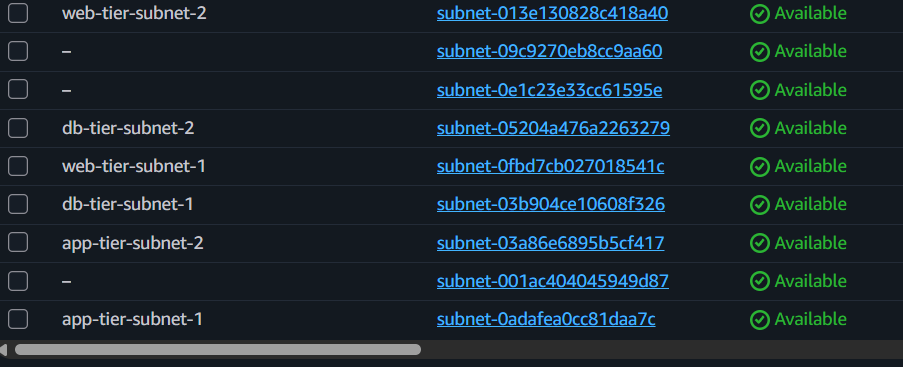 web-tier-subnet-2 subnet-013e130828c418a40 Available
– subnet-09c9270eb8cc9aa60 Available
– subnet-0e1c23e33cc61595e Available
db-tier-subnet-2 subnet-05204a476a2263279 Available
web-tier-subnet-1 subnet-0fbd7cb027018541c Available
db-tier-subnet-1 subnet-03b904ce10608f326 Available
app-tier-subnet-2 subnet-03a86e6895b5cf417 Available
– subnet-001ac404045949d87 Available
app-tier-subnet-1 subnet-0adafea0cc81daa7c Available